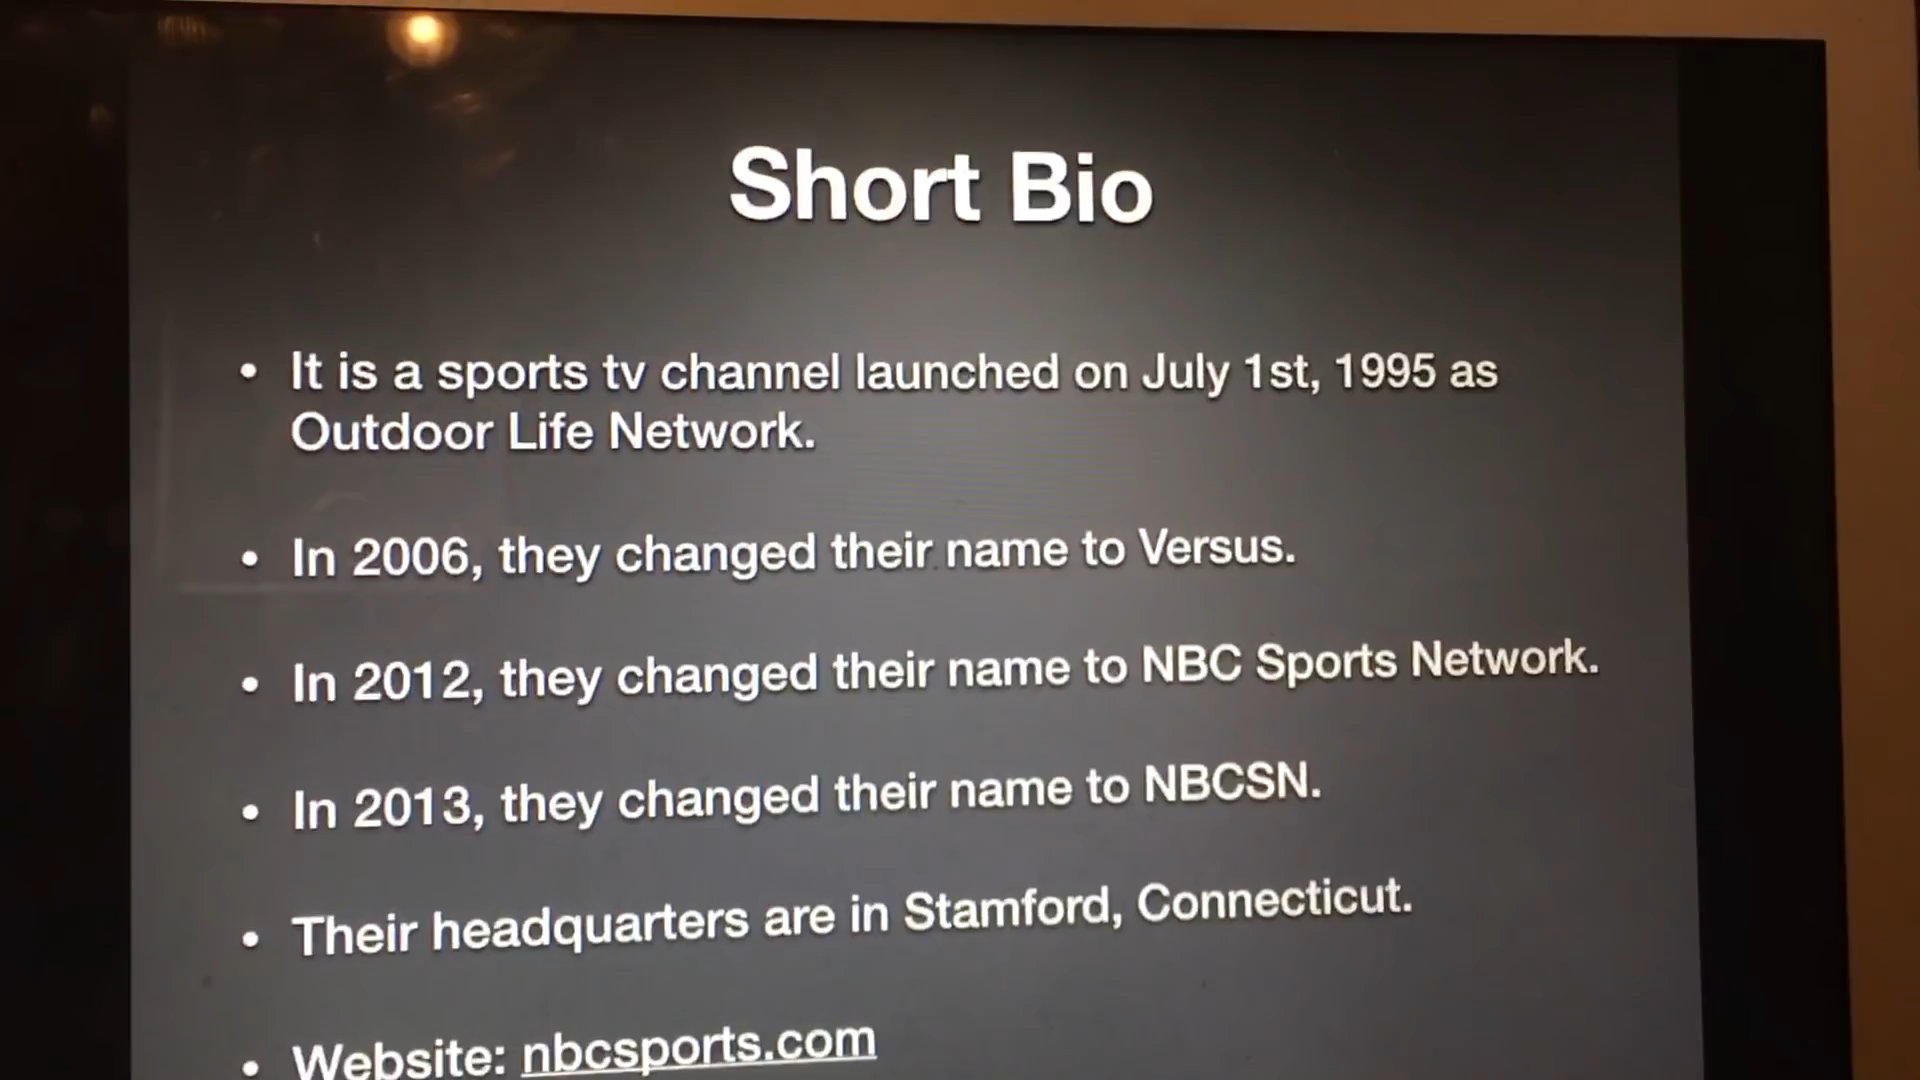 Short Bio
• It is a sports tv channel launched on July 1st, 1995 as
Outdoor Life Network.
• In 2006, they changed their name to Versus.
• In 2012, they changed their name to NBC Sports Network.
• In 2013, they changed their name to NBCSN.
• Their headquarters are in Stamford, Connecticut.
• Website: nbcsports.com